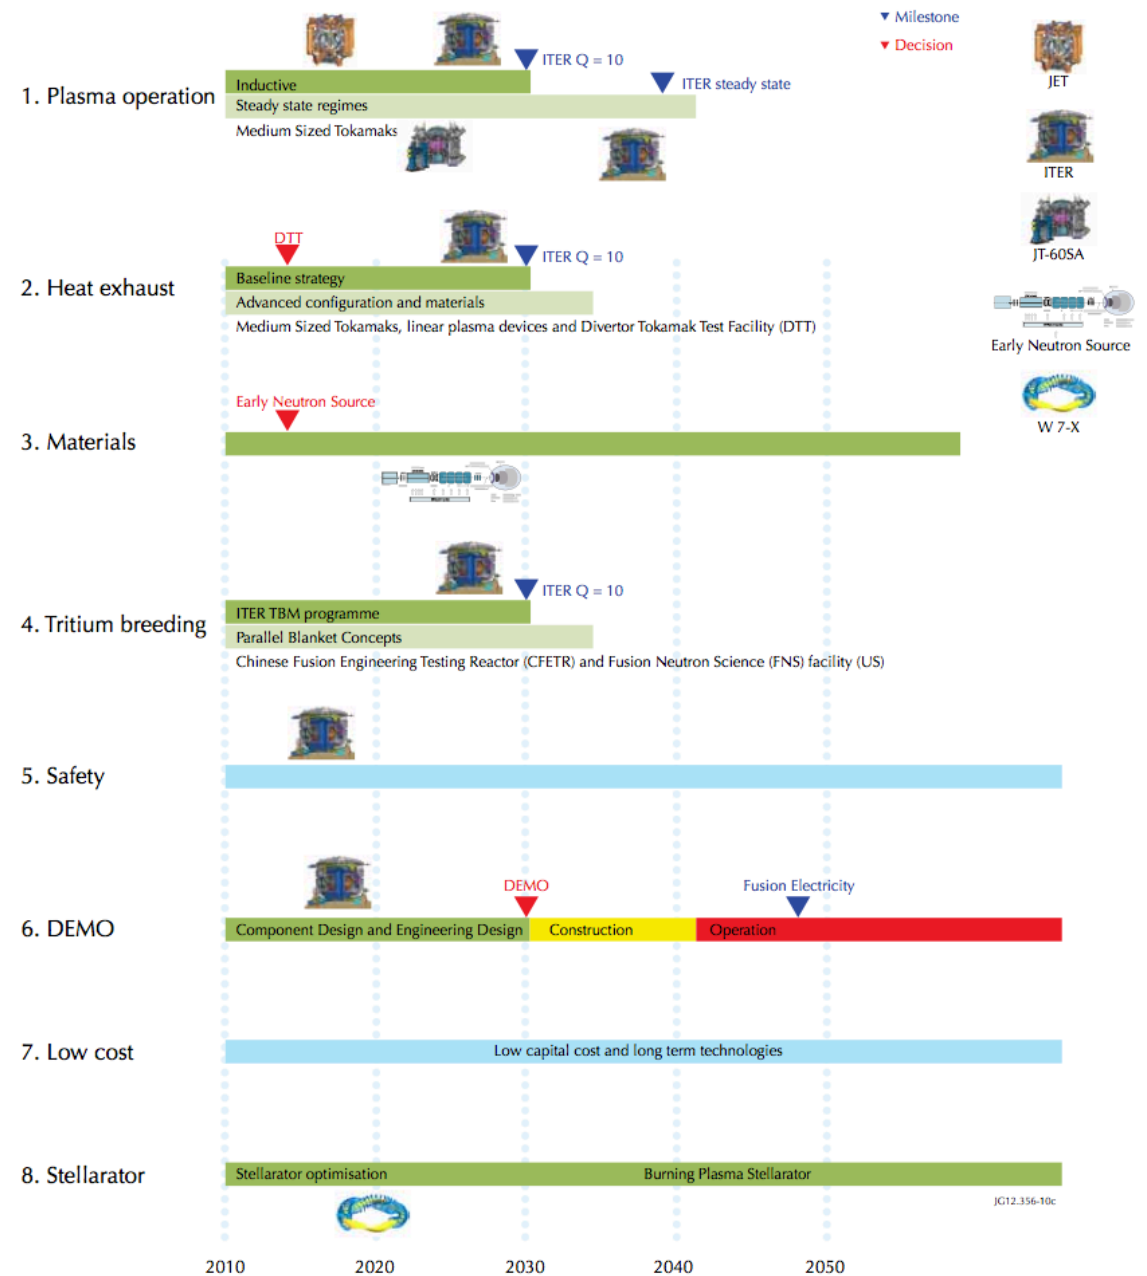 Milestone
Decision
JET
ITER
JT-60SA
Early Neutron Source
W 7-X
1. Plasma operation
ITER Q = 10
Inductive
ITER steady state
Steady state regimes
Medium Sized Tokamaks
2. Heat exhaust
DTT
ITER Q = 10
Baseline strategy
Advanced configuration and materials
Medium Sized Tokamaks, linear plasma devices and Divertor Tokamak Test Facility (DTT)
3. Materials
Early Neutron Source
4. Tritium breeding
ITER Q = 10
ITER TBM programme
Parallel Blanket Concepts
Chinese Fusion Engineering Testing Reactor (CFETR) and Fusion Neutron Science (FNS) facility (US)
5. Safety
6. DEMO
DEMO
Fusion Electricity
Component Design and Engineering Design
Construction
Operation
7. Low cost
Low capital cost and long term technologies
8. Stellarator
Stellarator optimisation
Burning Plasma Stellarator
JG12.356-10c
2010
2020
2030
2040
2050